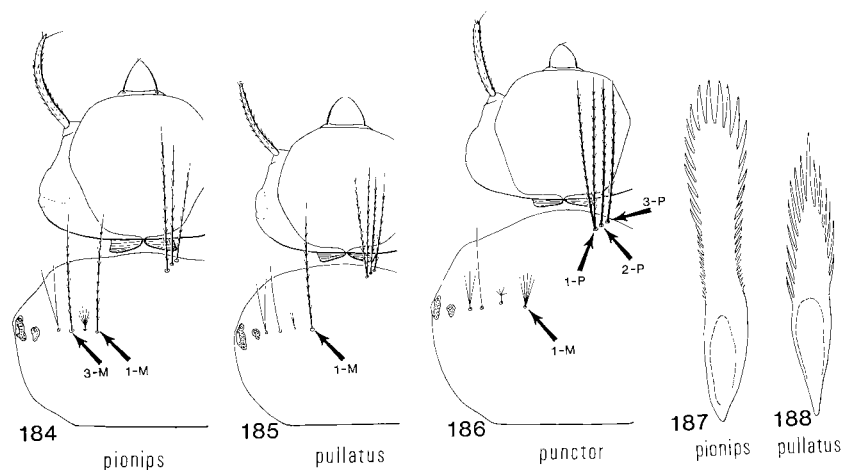 3-P
1-P
2-P
3-M
1-M
1-M
1-M
184
185
186
187
188
pionips
pullatus
punctor
pionips
pullatus